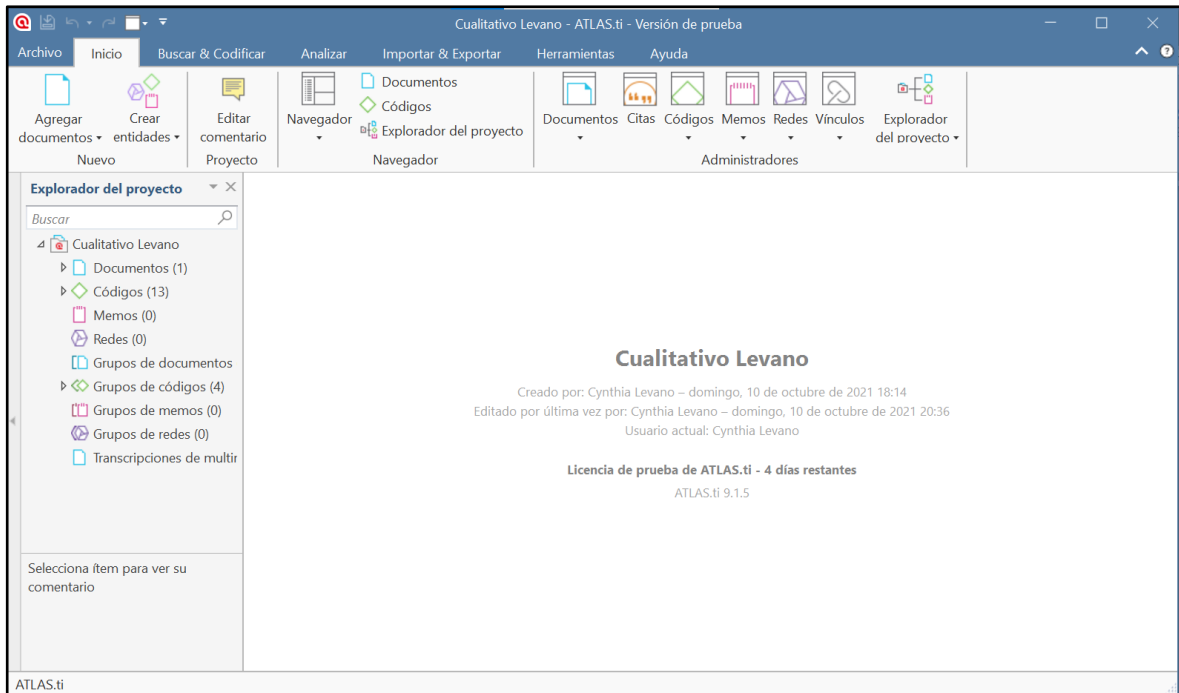 Cualitativo Levano - ATLAS.ti - Versión de prueba
Archivo Inicio Buscar & Codificar Analizar Importar & Exportar Herramientas Ayuda
Agregar documentos
Crear entidades
Nuevo
Editar comentario
Proyecto
Navegador
Documentos
Códigos
Explorador del proyecto
Navegador
Documentos Citas Códigos Memos Redes Vínculos
Explorador del proyecto
Administradores
Explorador del proyecto
Buscar
Cualitativo Levano
Documentos (1)
Códigos (13)
Memos (0)
Redes (0)
Grupos de documentos
Grupos de códigos (4)
Grupos de memos (0)
Grupos de redes (0)
Transcripciones de multir
Selecciona ítem para ver su
comentario
Cualitativo Levano
Creado por: Cynthia Levano – domingo, 10 de octubre de 2021 18:14
Editado por última vez por: Cynthia Levano – domingo, 10 de octubre de 2021 20:36
Usuario actual: Cynthia Levano
Licencia de prueba de ATLAS.ti - 4 días restantes
ATLAS.ti 9.1.5
ATLAS.ti